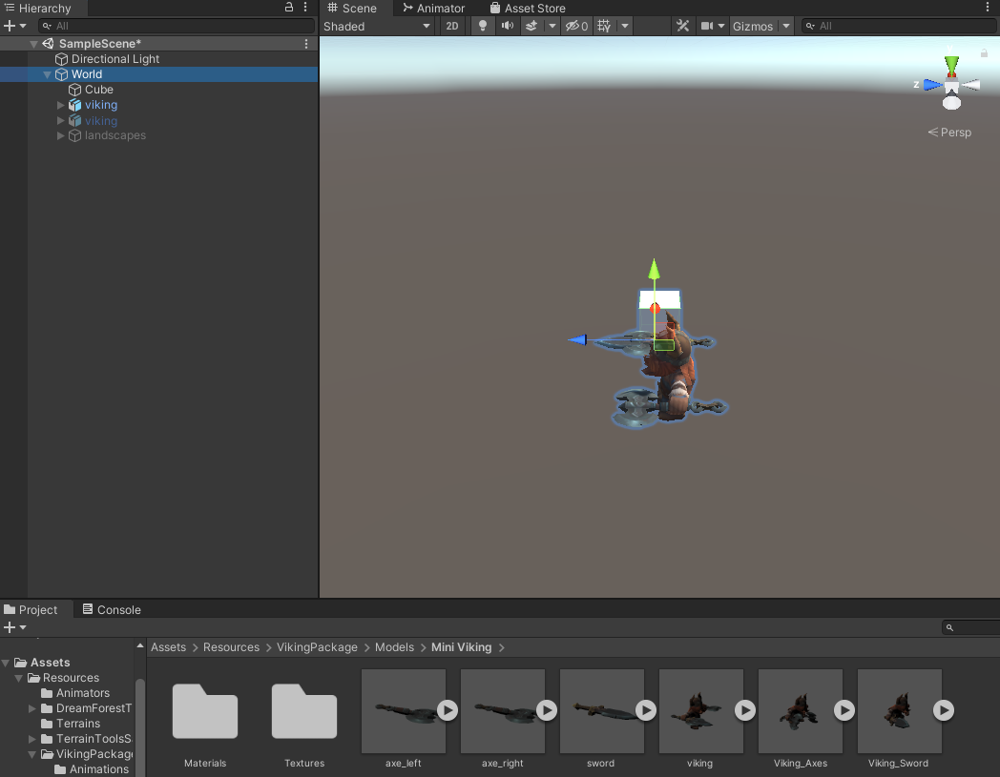 Hierarchy
All
SampleScene*
Directional Light
World
Cube
viking
viking
landscapes
Scene Animator Asset Store
Shaded 2D 0 Gizmos All
y
z
Persp
Project Console
Assets
Resources
Animators
DreamForestT
Terrains
TerrainToolsS
VikingPackag
Animations
Assets > Resources > VikingPackage > Models > Mini Viking >
Materials Textures axe_left axe_right sword viking Viking_Axes Viking_Sword